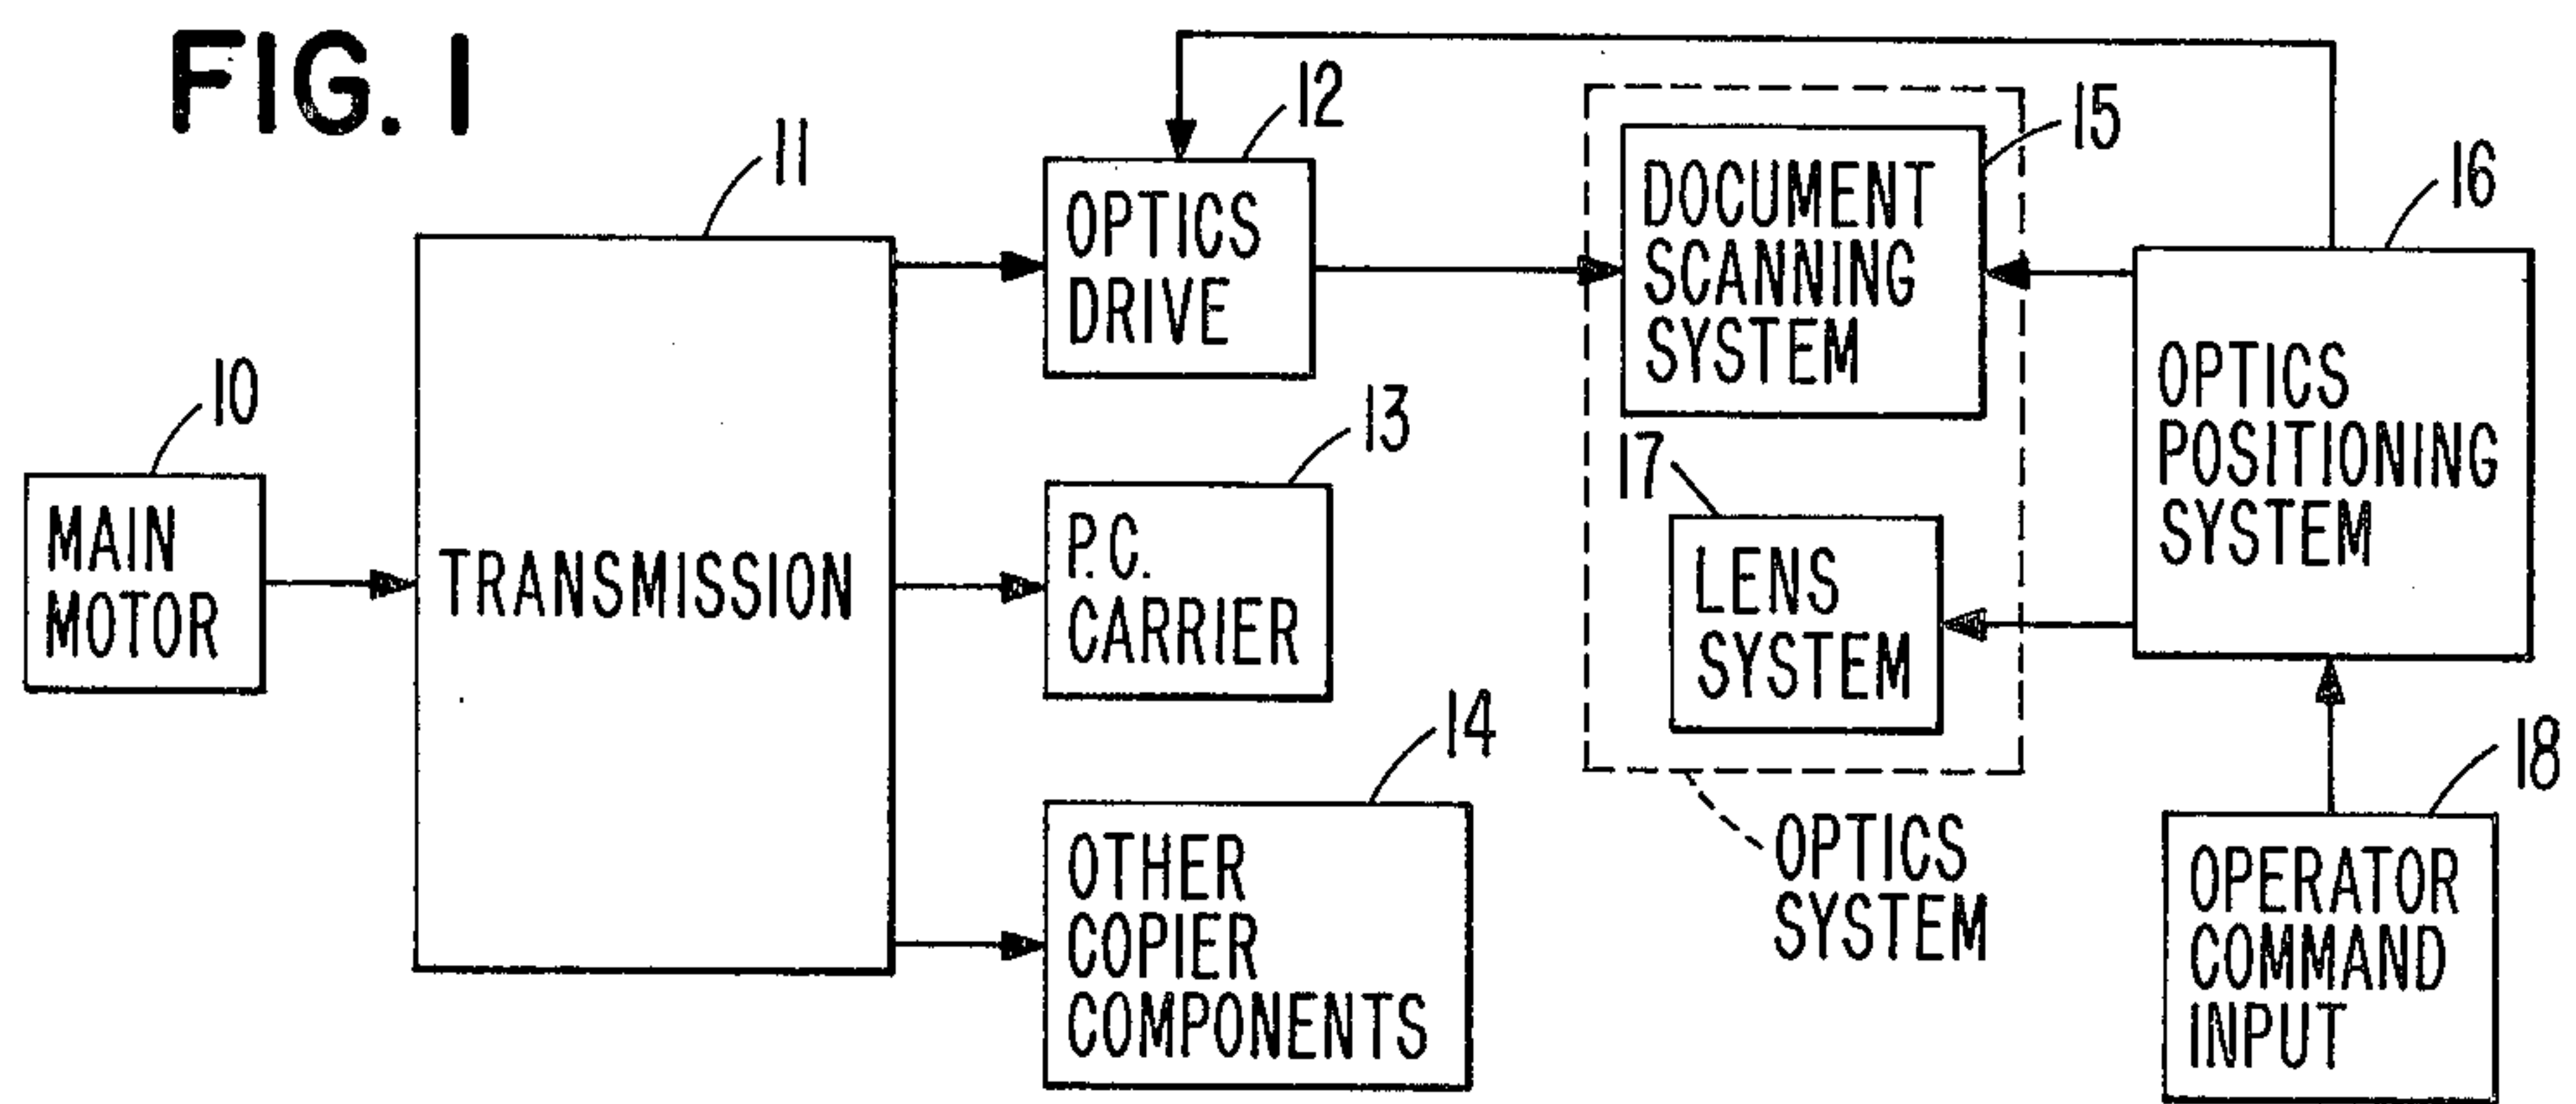 FIG. 1
10
MAIN
MOTOR
11
TRANSMISSION
12
OPTICS
DRIVE
13
P.C.
CARRIER
14
OTHER
COPIER
COMPONENTS
15
DOCUMENT
SCANNING
SYSTEM
17
LENS
SYSTEM
OPTICS
SYSTEM
16
OPTICS
POSITIONING
SYSTEM
18
OPERATOR
COMMAND
INPUT